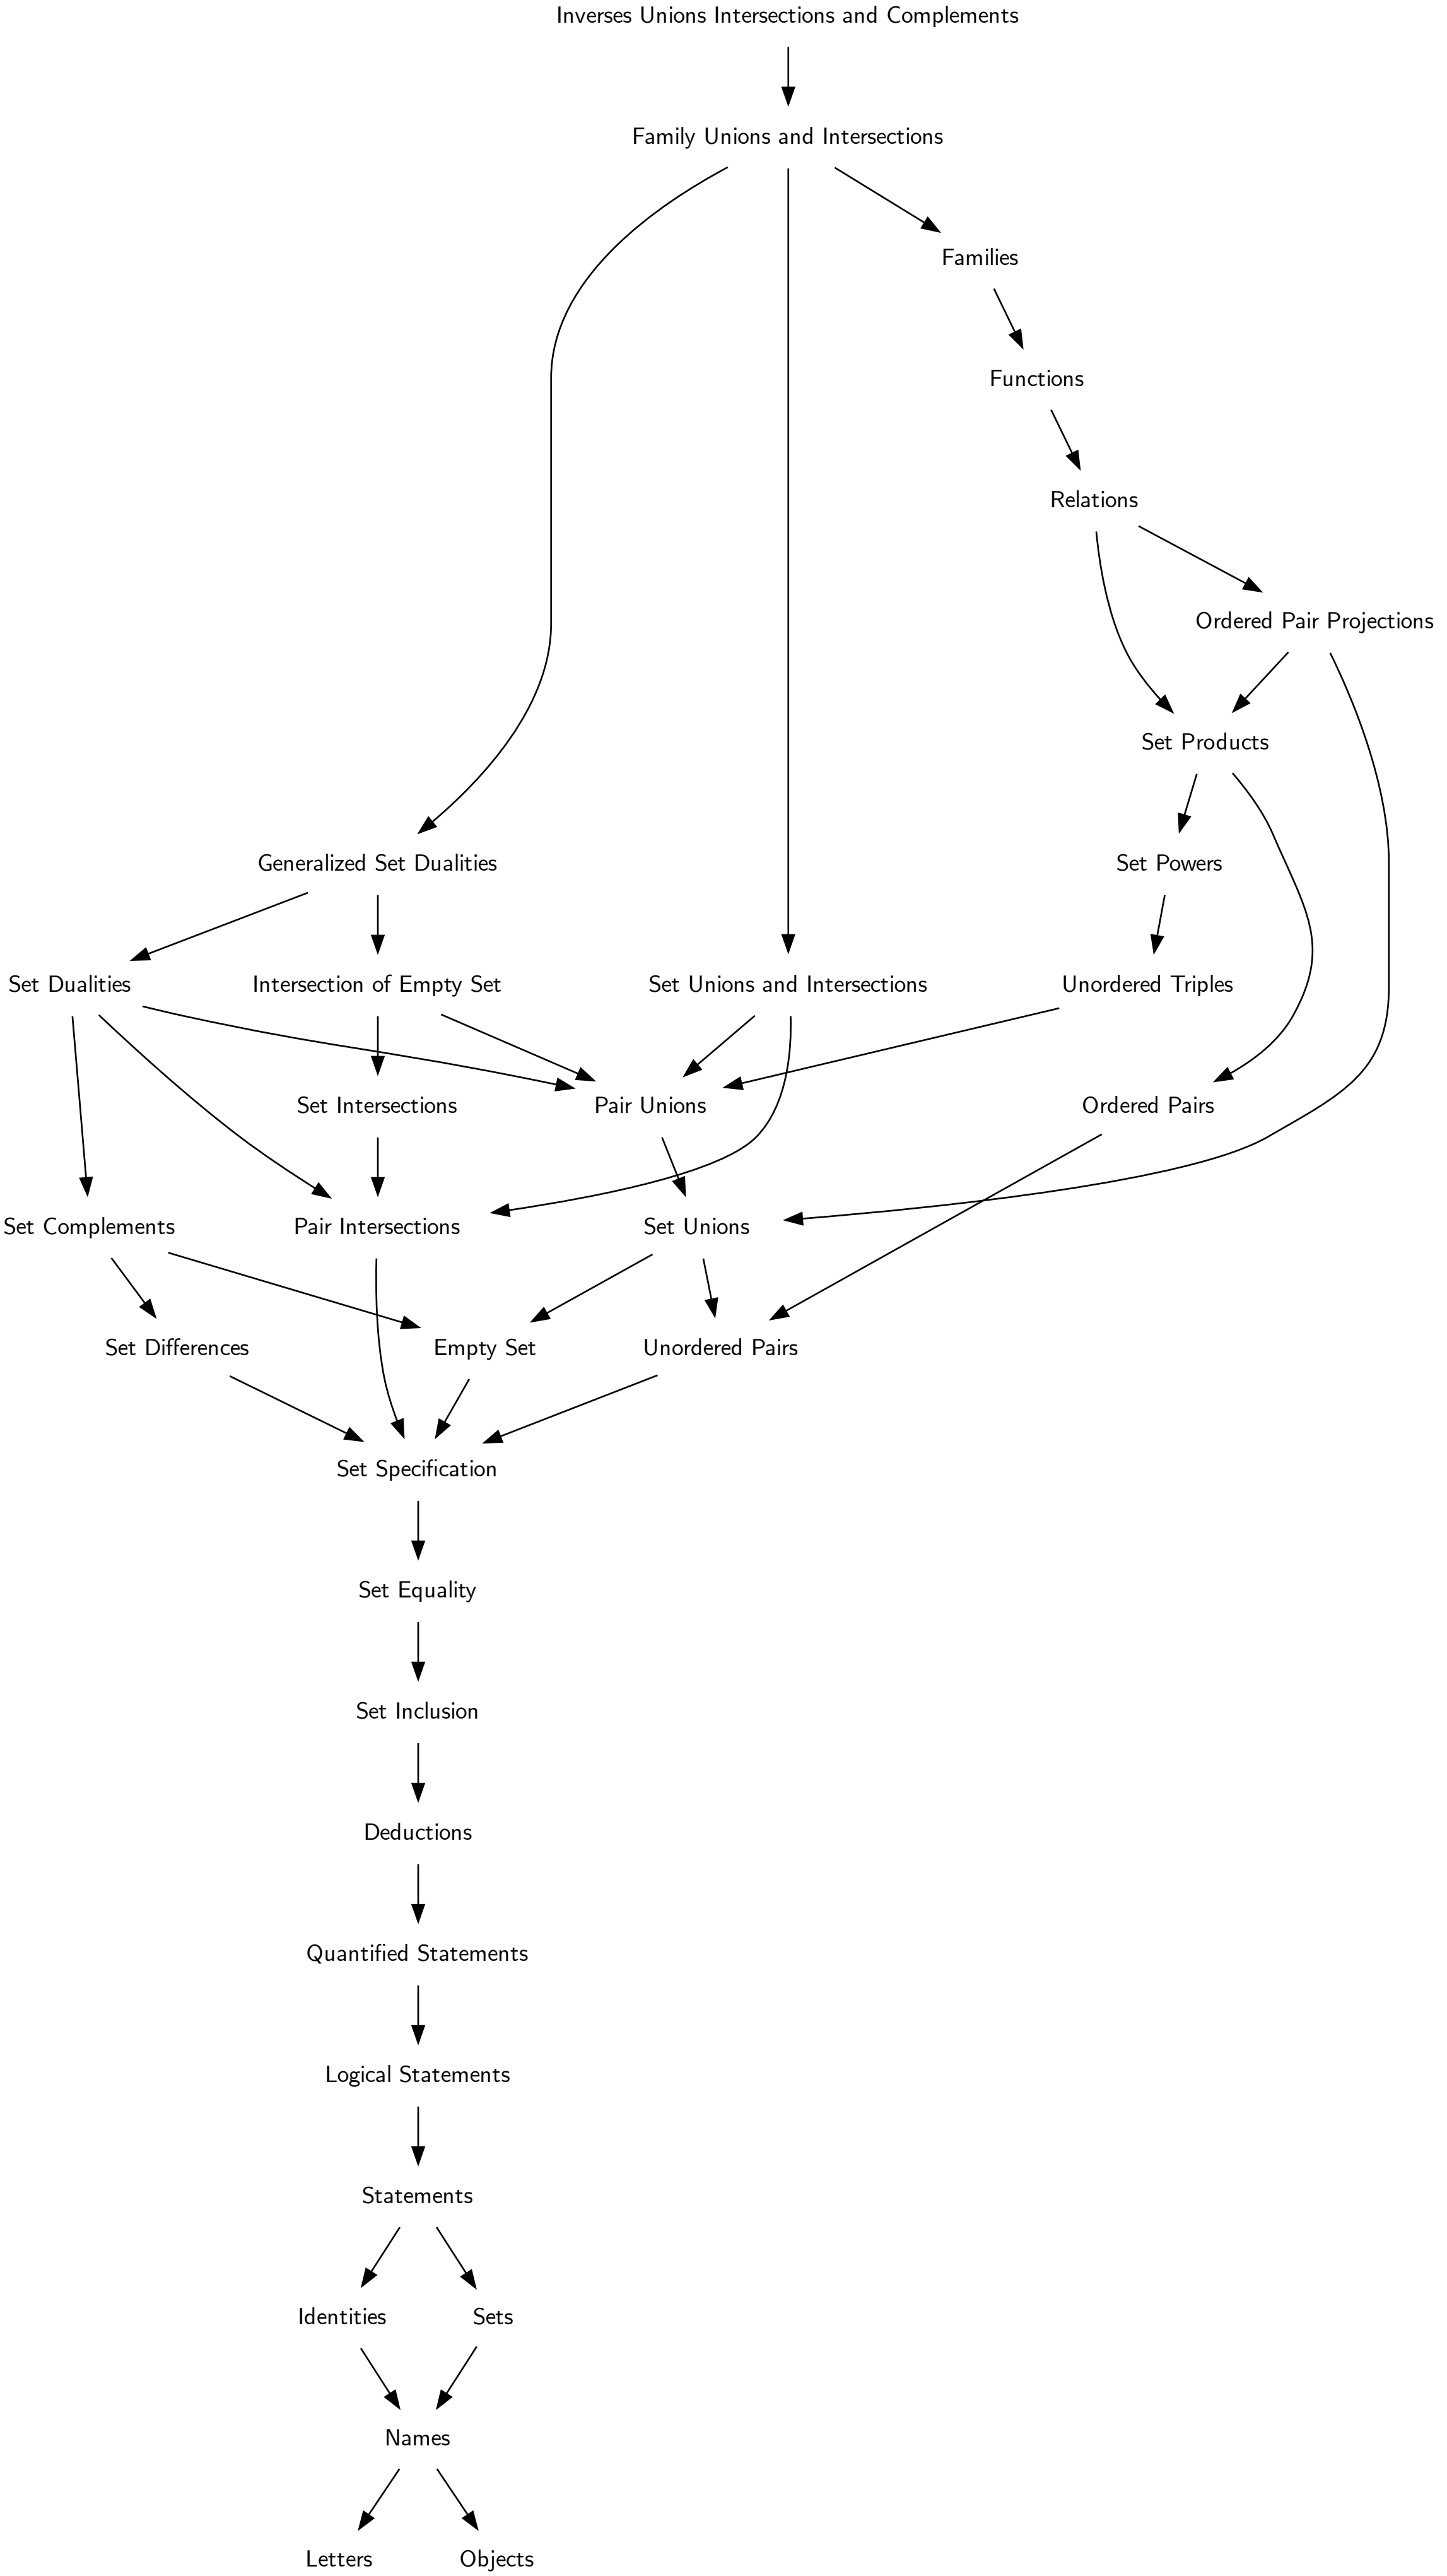 Inverses Unions Intersections and Complements
Family Unions and Intersections
Families
Functions
Relations
Ordered Pair Projections
Set Products
Generalized Set Dualities
Set Powers
Set Dualities
Intersection of Empty Set
Set Unions and Intersections
Unordered Triples
Set Intersections
Pair Unions
Ordered Pairs
Set Complements
Pair Intersections
Set Unions
Set Differences
Empty Set
Unordered Pairs
Set Specification
Set Equality
Set Inclusion
Deductions
Quantified Statements
Logical Statements
Statements
Identities
Sets
Names
Letters
Objects